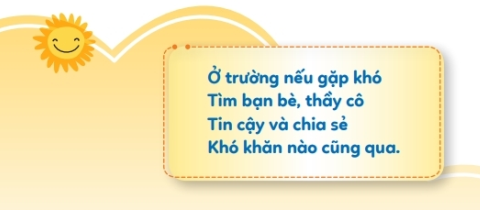 Ở trường nếu gặp khó
Tìm bạn bè, thầy cô
Tin cậy và chia sẻ
Khó khăn nào cũng qua.